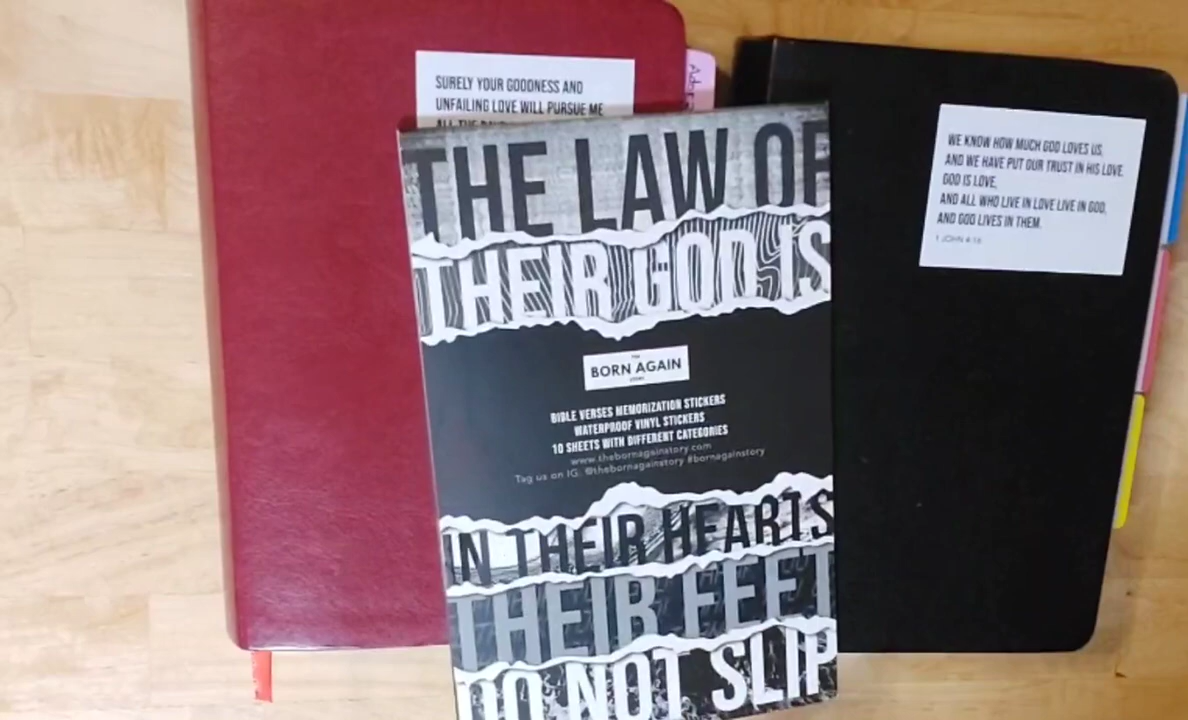 SURELY YOUR GOODNESS AND
UNFAILING LOVE WILL PURSUE ME
ALL THE
WE KNOW HOW MUCH GOD LOVES US,
AND WE HAVE PUT OUR TRUST IN HIS LOVE.
GOD IS LOVE,
AND ALL WHO LIVE IN LOVE LIVE IN GOD,
AND GOD LIVES IN THEM.
1 JOHN 4:16
THE LAW OF
THEIR GOD IS
THE
BORN AGAIN
STORY
BIBLE VERSES MEMORIZATION STICKERS
WATERPROOF VINYL STICKERS
10 SHEETS WITH DIFFERENT CATEGORIES
www.thebornagainstory.com
Tag us on IG: @thebornagainstory #bornagainstory
IN THEIR HEARTS
THEIR FEET
DO NOT SLIP